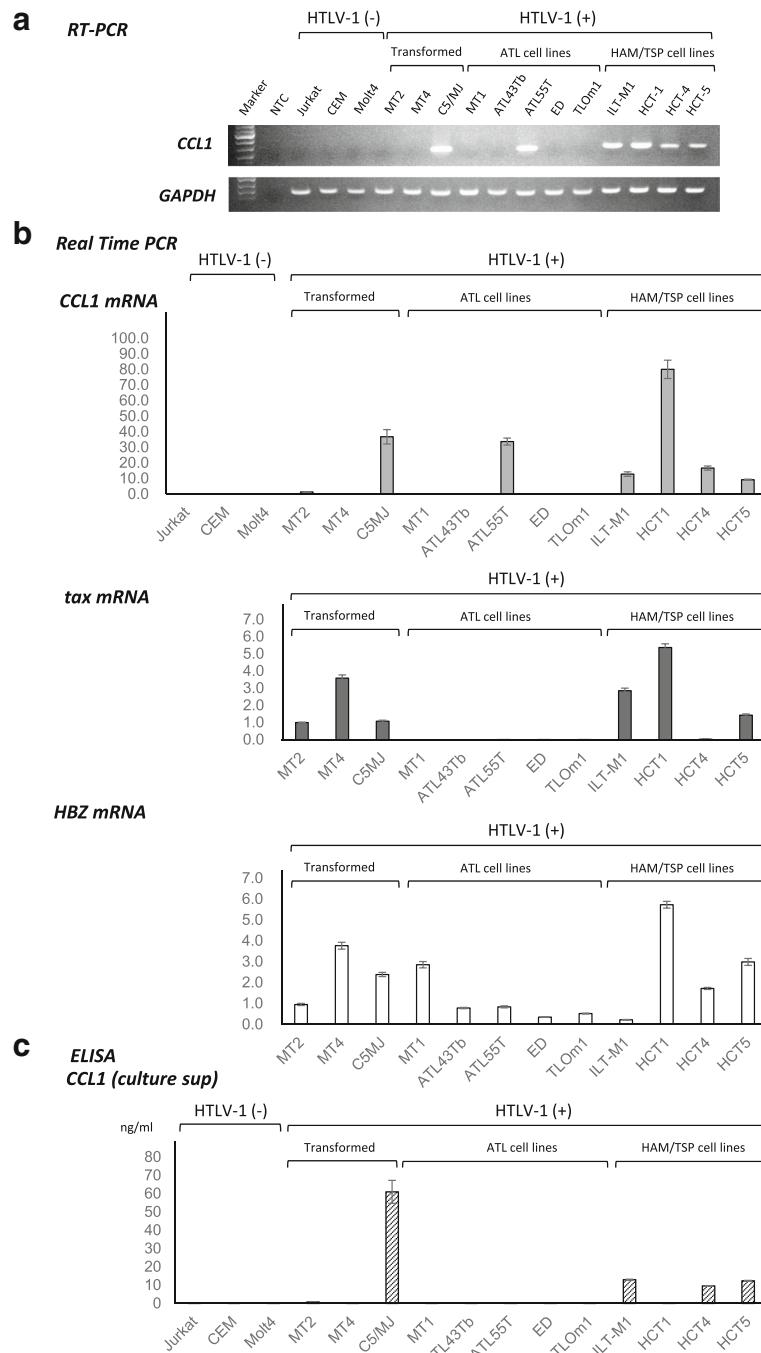 a
RT-PCR
HTLV-1 (-)
HTLV-1 (+)
Transformed
ATL cell lines
HAM/TSP cell lines
Marker
NTC
Jurkat
CEM
Molt4
MT2
MT4
C5/MJ
MT1
ATL43Tb
ATL55T
ED
TLOm1
ILT-M1
HCT-1
HCT-4
HCT-5
CCL1
GAPDH
b
Real Time PCR
HTLV-1 (-)
HTLV-1 (+)
CCL1 mRNA
Transformed
ATL cell lines
HAM/TSP cell lines
100.0
90.0
80.0
70.0
60.0
50.0
40.0
30.0
20.0
10.0
0.0
Jurkat
CEM
Molt4
MT2
MT4
C5MJ
MT1
ATL43Tb
ATL55T
ED
TLOm1
ILT-M1
HCT1
HCT4
HCT5
tax mRNA
HTLV-1 (+)
Transformed
ATL cell lines
HAM/TSP cell lines
7.0
6.0
5.0
4.0
3.0
2.0
1.0
0.0
MT2
MT4
C5MJ
MT1
ATL43Tb
ATL55T
ED
TLOm1
ILT-M1
HCT1
HCT4
HCT5
HBZ mRNA
HTLV-1 (+)
Transformed
ATL cell lines
HAM/TSP cell lines
7.0
6.0
5.0
4.0
3.0
2.0
1.0
0.0
MT2
MT4
C5MJ
MT1
ATL43Tb
ATL55T
ED
TLOm1
ILT-M1
HCT1
HCT4
HCT5
c
ELISA
CCL1 (culture sup)
HTLV-1 (-)
HTLV-1 (+)
ng/ml
Transformed
ATL cell lines
HAM/TSP cell lines
80
70
60
50
40
30
20
10
0
Jurkat
CEM
Molt4
MT2
MT4
C5/MJ
MT1
TL43Tb
ATL55T
ED
TLOm1
ILT-M1
HCT1
HCT4
HCT5